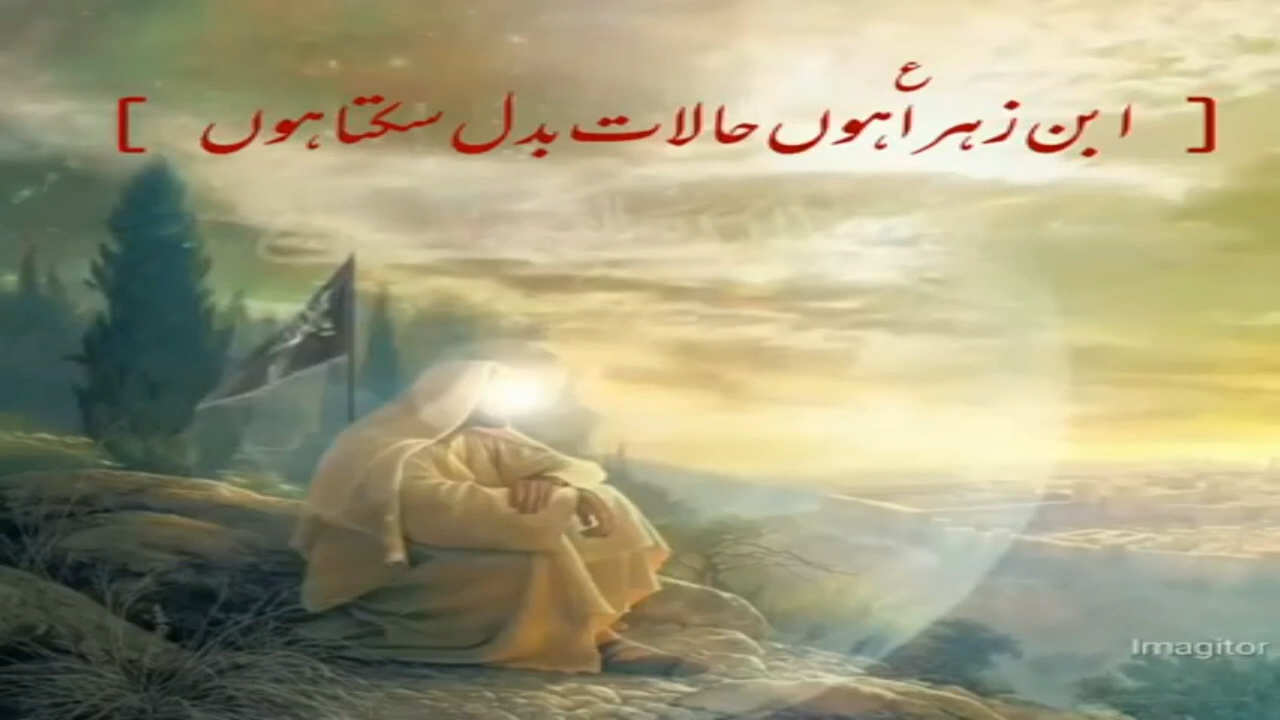 [ ابن زہراؑ ہوں حالات بدل سکتا ہوں ]
Imagitor